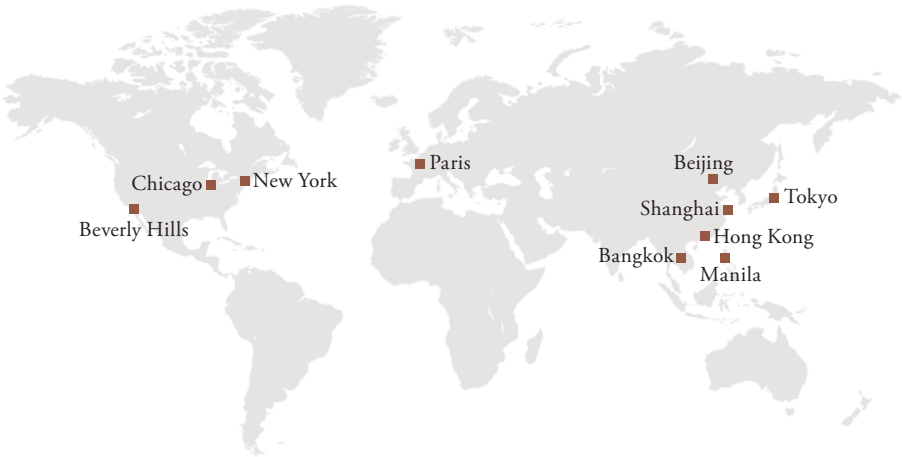 Paris
Beijing
Chicago
New York
Tokyo
Shanghai
Beverly Hills
Hong Kong
Bangkok
Manila